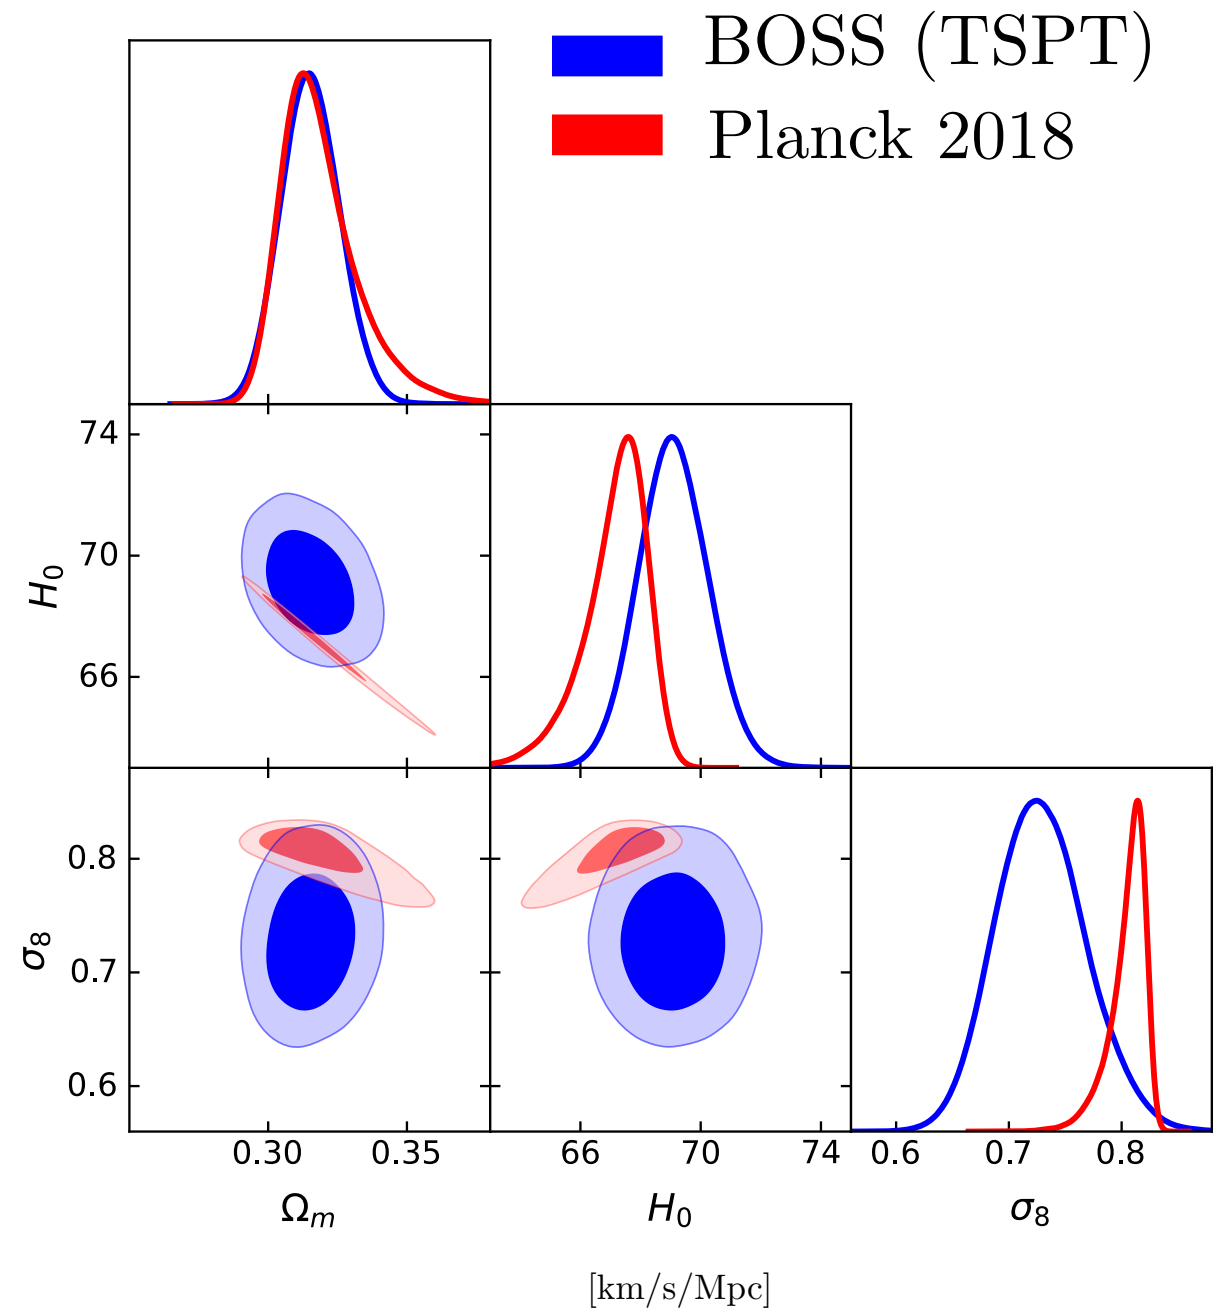 BOSS (TSPT)
Planck 2018
74
70
66
H₀
0.8
0.7
0.6
σ₈
0.30 0.35 66 70 74 0.6 0.7 0.8
Ωₘ H₀ σ₈
[km/s/Mpc]